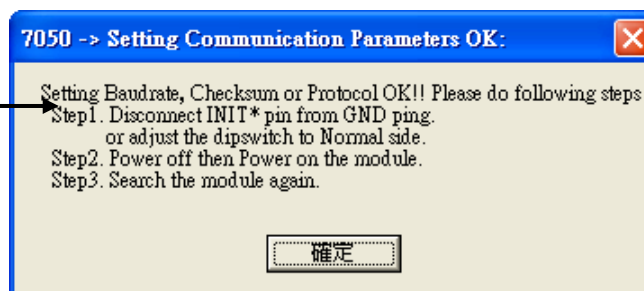 7050 -> Setting Communication Parameters OK:
Setting Baudrate, Checksum or Protocol OK!! Please do following steps
Step1. Disconnect INIT* pin from GND ping.
or adjust the dipswitch to Normal side.
Step2. Power off then Power on the module.
Step3. Search the module again.
確定